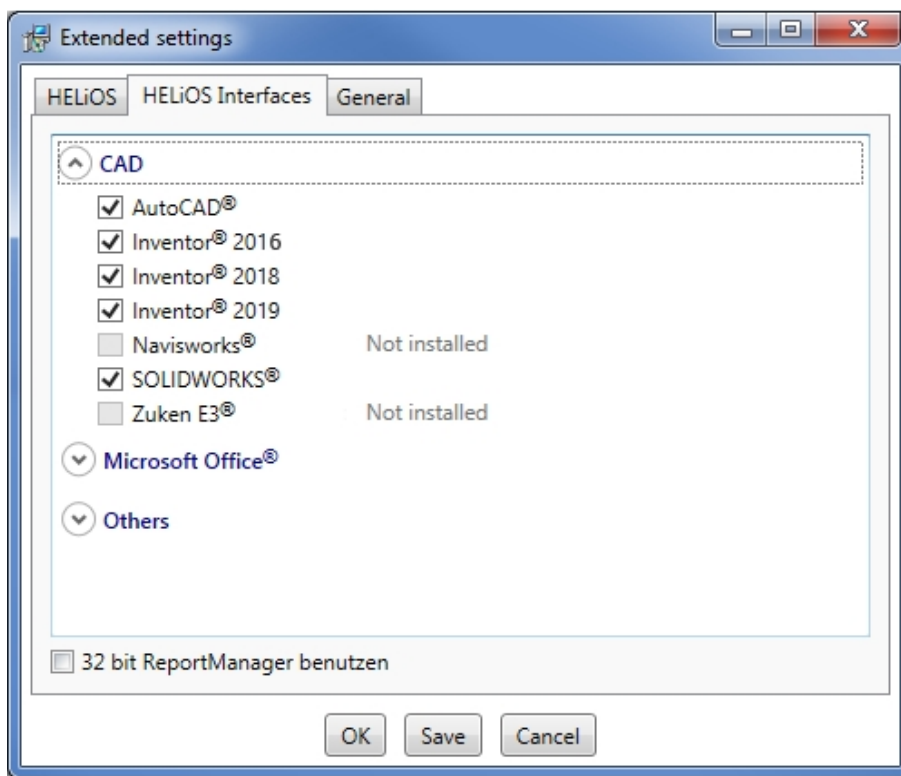 Extended settings
HELiOS HELiOS Interfaces General
CAD
AutoCAD®
Inventor® 2016
Inventor® 2018
Inventor® 2019
Navisworks® Not installed
SOLIDWORKS®
Zuken E3® Not installed
Microsoft Office®
Others
32 bit ReportManager benutzen
OK Save Cancel